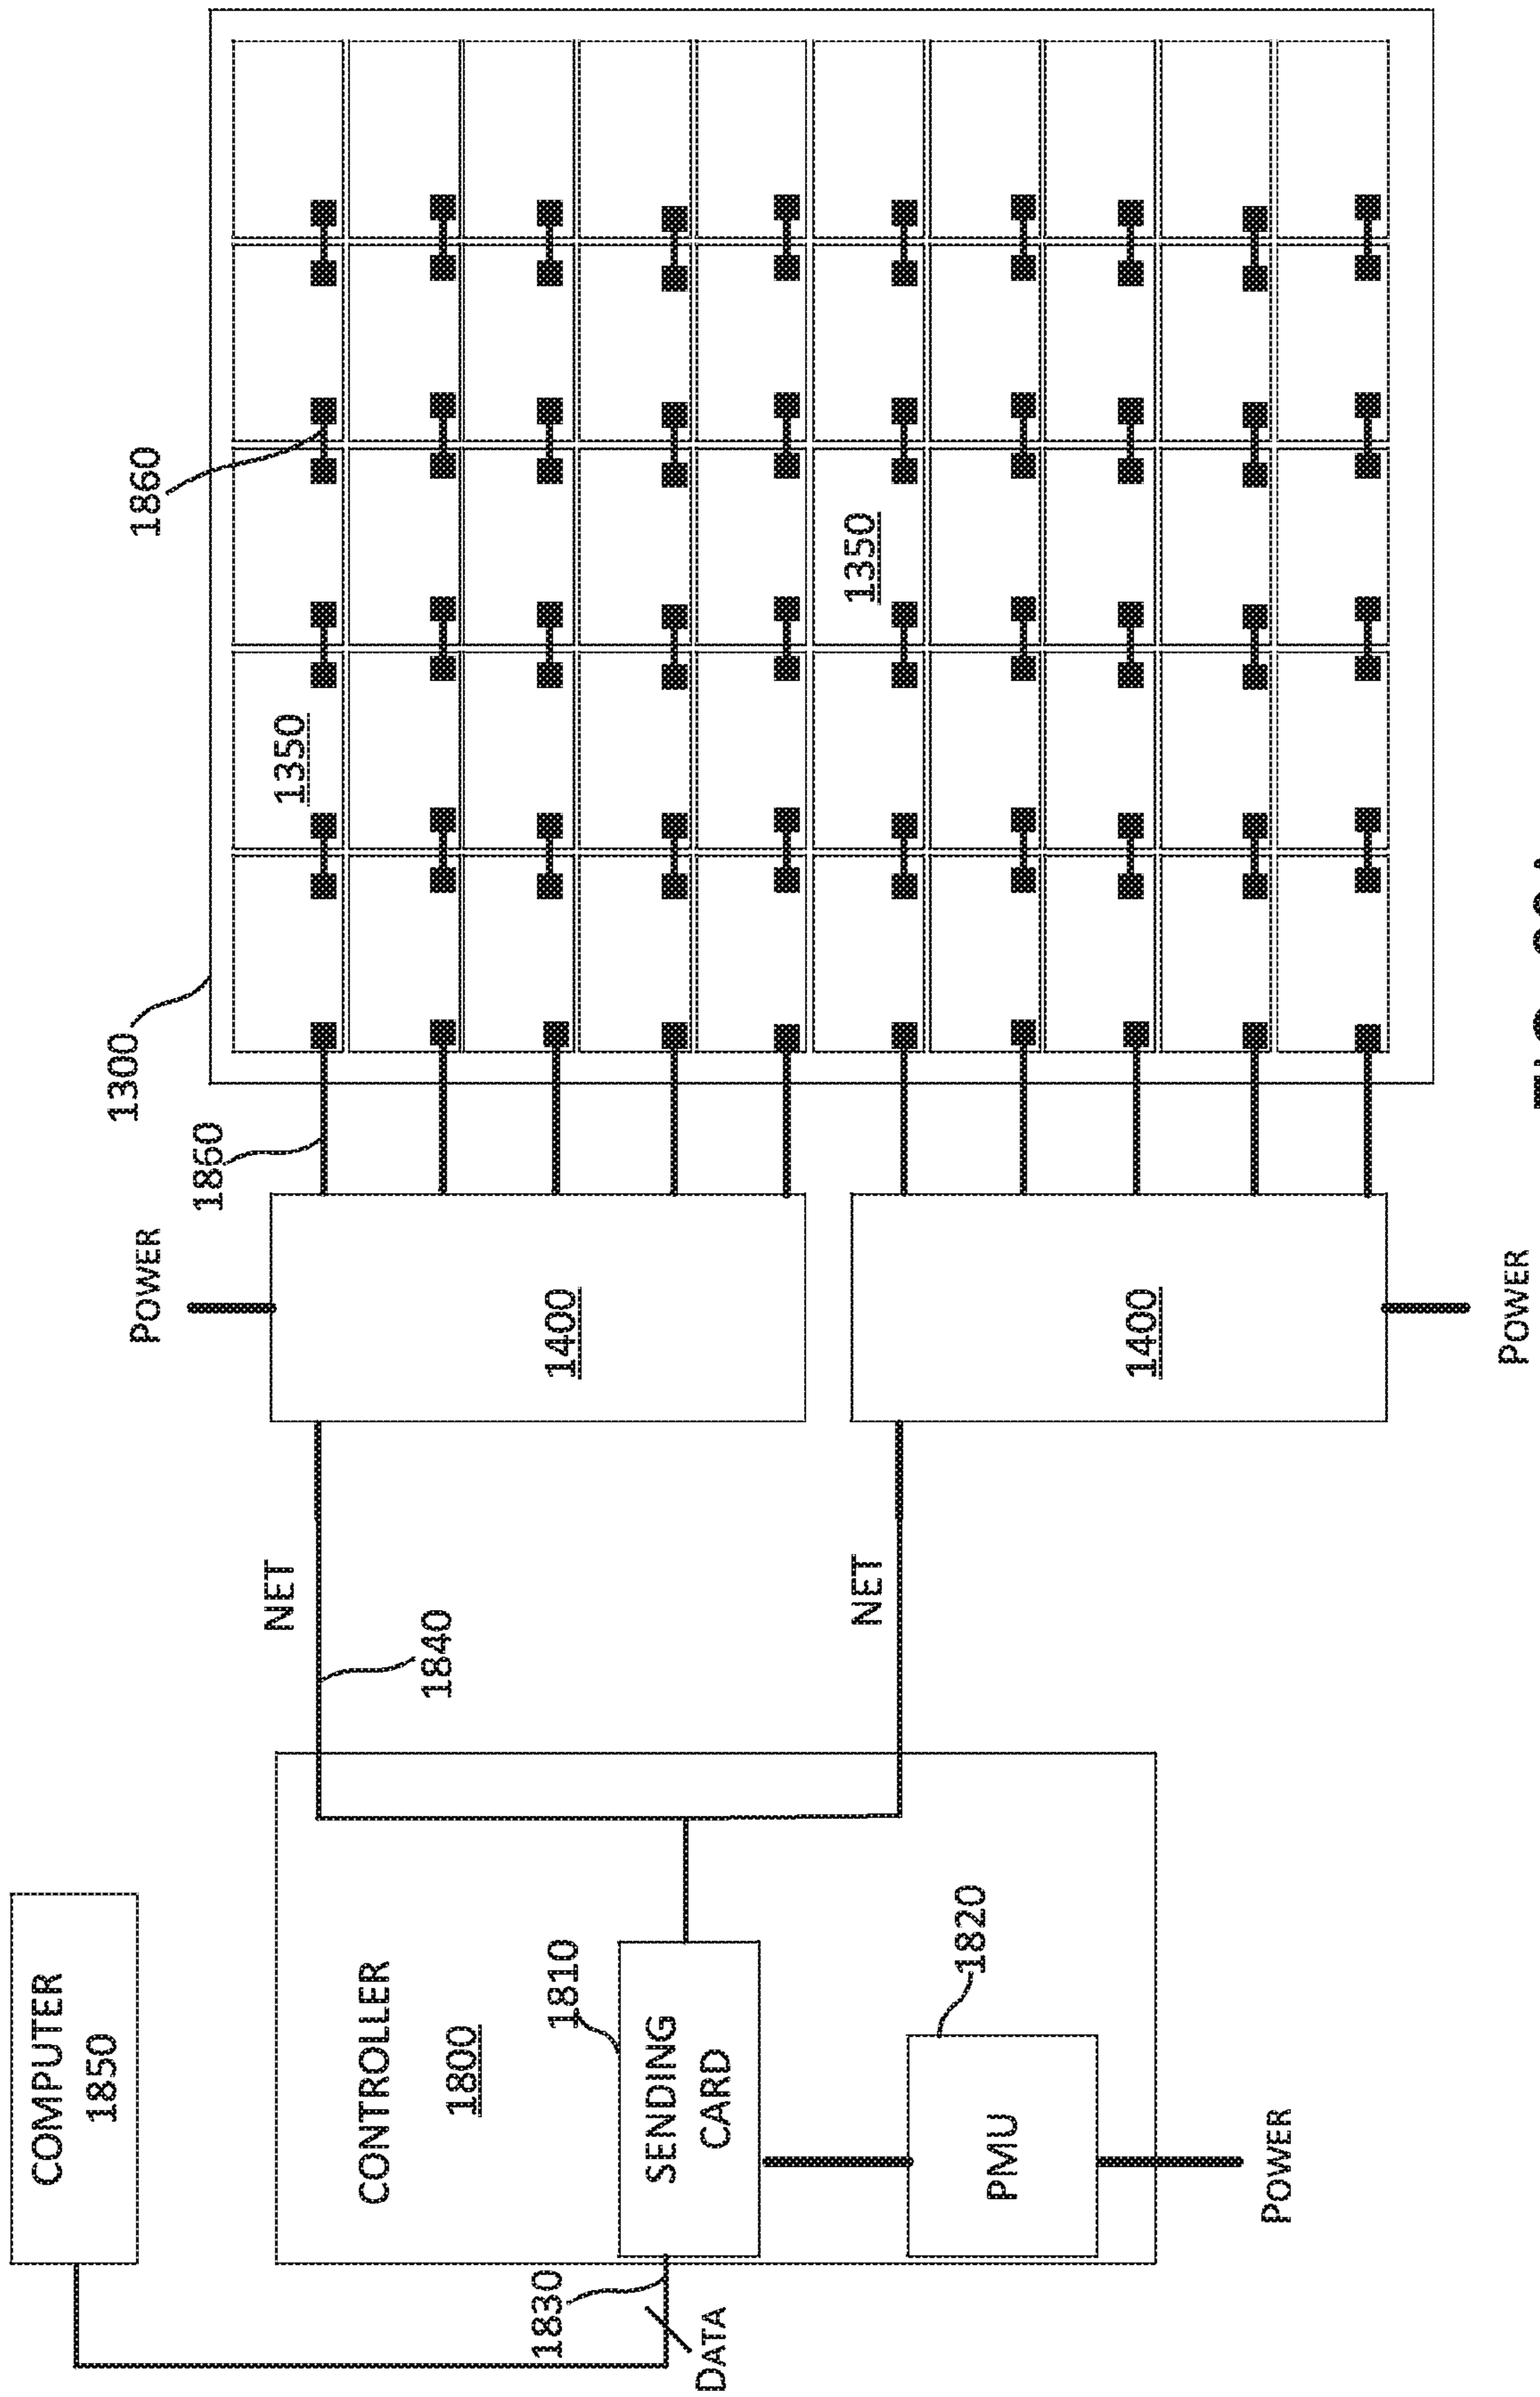 COMPUTER
1850
CONTROLLER
1800
1810
SENDING
CARD
1820
PMU
POWER
1830
DATA
NET
1840
NET
POWER
1400
1400
POWER
1860
1300
1350
1350
1860